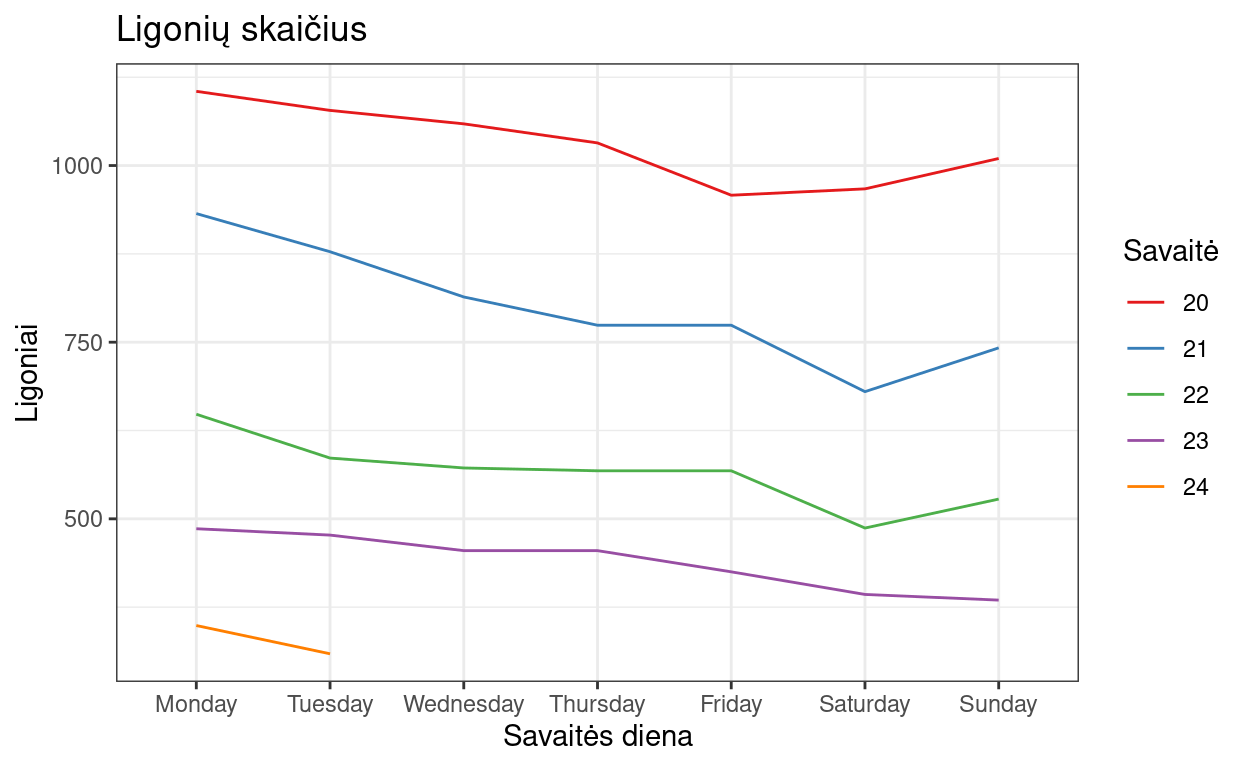 Ligonių skaičius
Ligoniai
1000
750
500
Monday Tuesday Wednesday Thursday Friday Saturday Sunday
Savaitės diena
Savaitė
20
21
22
23
24